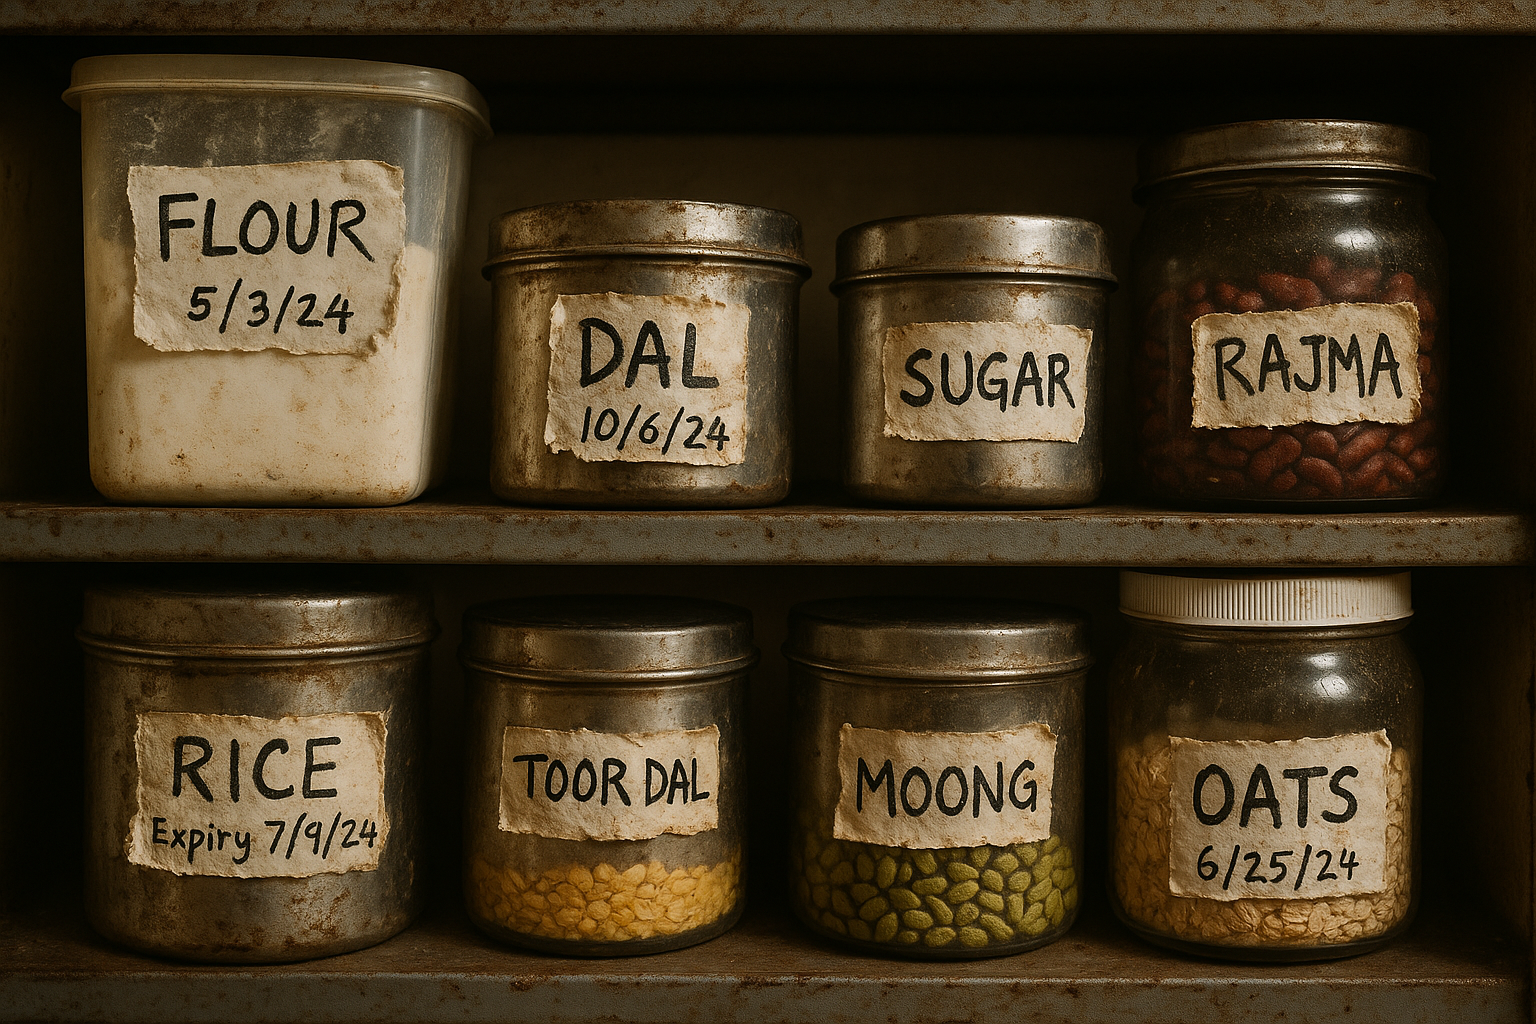 FLOUR
5/3/24
DAL
10/6/24
SUGAR
RAJMA
RICE
Expiry 7/9/24
TOOR DAL
MOONG
OATS
6/25/24